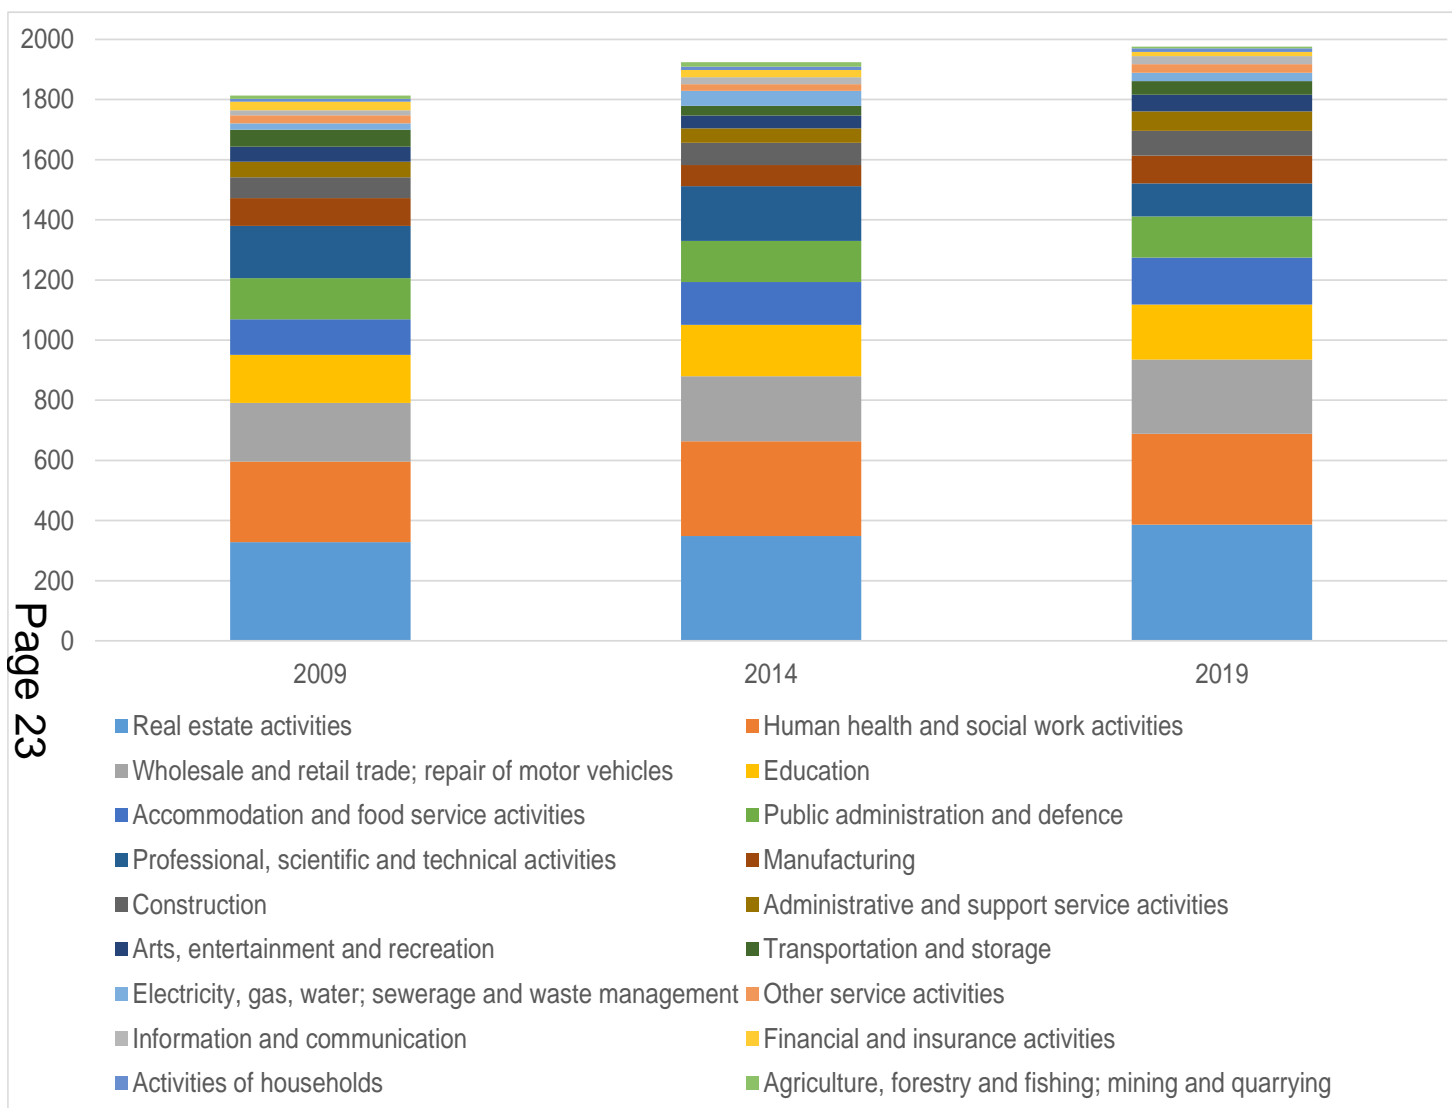 2000
1800
1600
1400
1200
1000
800
600
400
200
0
2009 2014 2019
Page 23
Real estate activities Human health and social work activities
Wholesale and retail trade; repair of motor vehicles Education
Accommodation and food service activities Public administration and defence
Professional, scientific and technical activities Manufacturing
Construction Administrative and support service activities
Arts, entertainment and recreation Transportation and storage
Electricity, gas, water; sewerage and waste management Other service activities
Information and communication Financial and insurance activities
Activities of households Agriculture, forestry and fishing; mining and quarrying